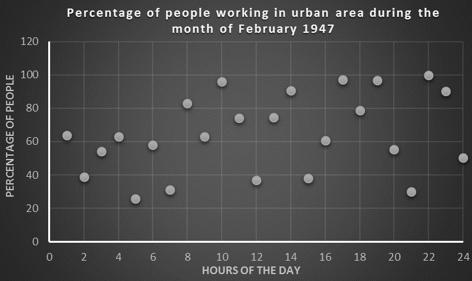 Percentage of people working in urban area during the
month of February 1947
PERCENTAGE OF PEOPLE
120
100
80
60
40
20
0
0 2 4 6 8 10 12 14 16 18 20 22 24
HOURS OF THE DAY